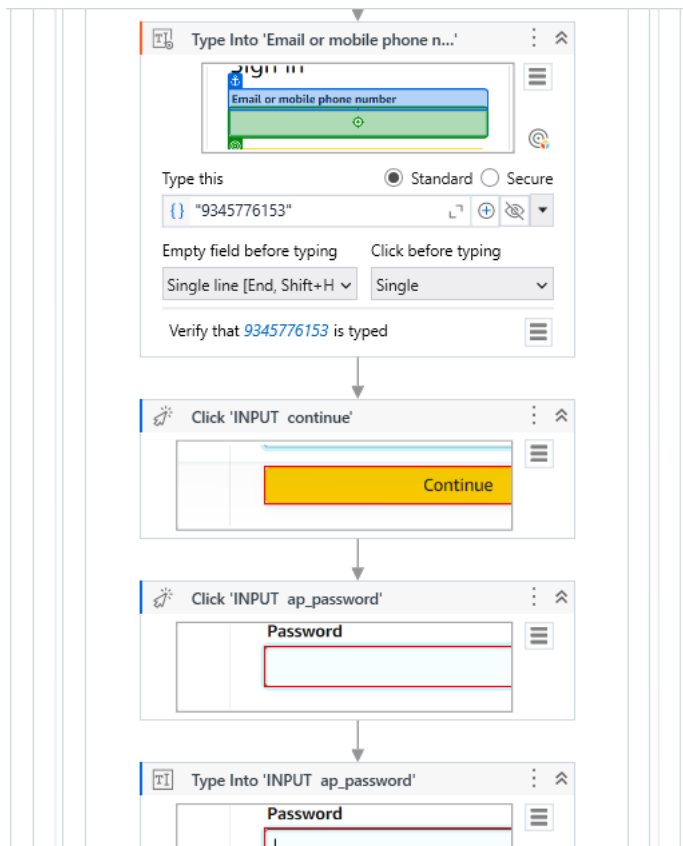 Type Into 'Email or mobile phone n...'
Sign in
Email or mobile phone number
Type this Standard Secure
"9345776153"
Empty field before typing Click before typing
Single line [End, Shift+H Single
Verify that 9345776153 is typed
Click 'INPUT continue'
Continue
Click 'INPUT ap_password'
Password
Type Into 'INPUT ap_password'
Password